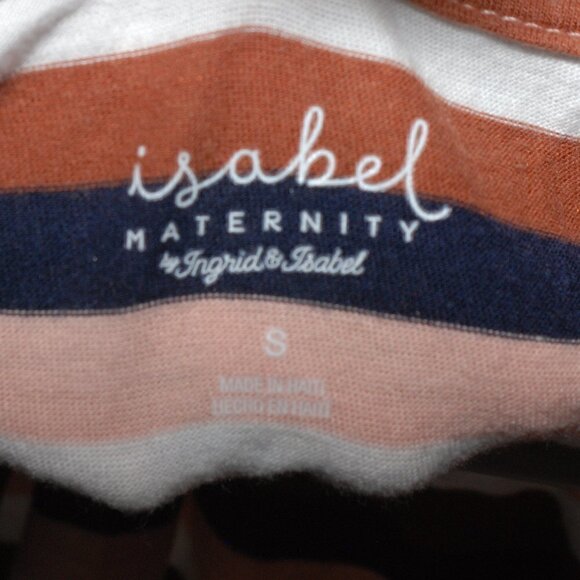 isabel
MATERNITY
by Ingrid & Isabel
S
MADE IN HAITI
HECHO EN HAITI